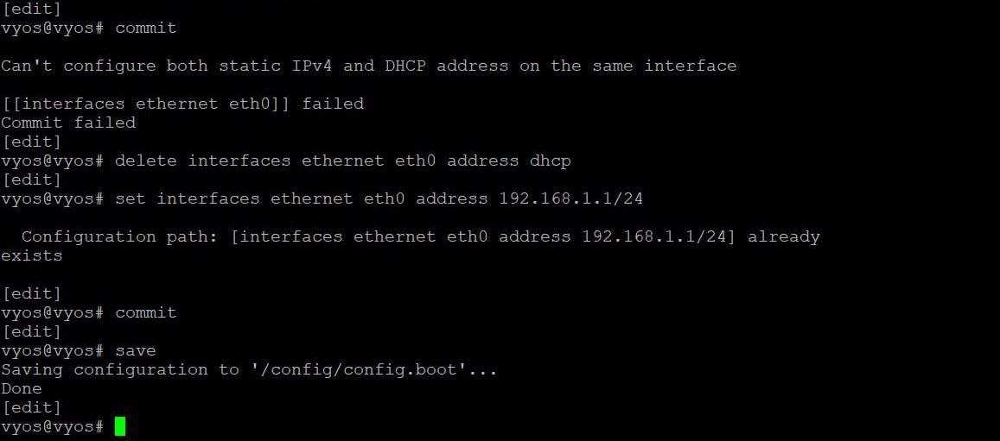 [edit]
vyos@vyos# commit
Can't configure both static IPv4 and DHCP address on the same interface
[[interfaces ethernet eth0]] failed
Commit failed
[edit]
vyos@vyos# delete interfaces ethernet eth0 address dhcp
[edit]
vyos@vyos# set interfaces ethernet eth0 address 192.168.1.1/24
Configuration path: [interfaces ethernet eth0 address 192.168.1.1/24] already
exists
[edit]
vyos@vyos# commit
[edit]
vyos@vyos# save
Saving configuration to '/config/config.boot'...
Done
[edit]
vyos@vyos#